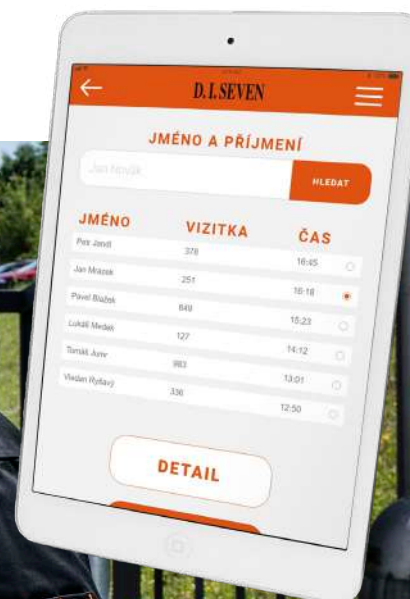 D. I. SEVEN
JMÉNO A PŘÍJMENÍ
Jan Novák
HLEDAT
JMÉNO VIZITKA ČAS
Petr Jandl 378 16:45
Jan Mrázek 251 16:18
Pavel Blažek 649 15:23
Lukáš Medek 127 14:12
Tomáš 983 13:01
Ryšavý 336 12:50
DETAIL